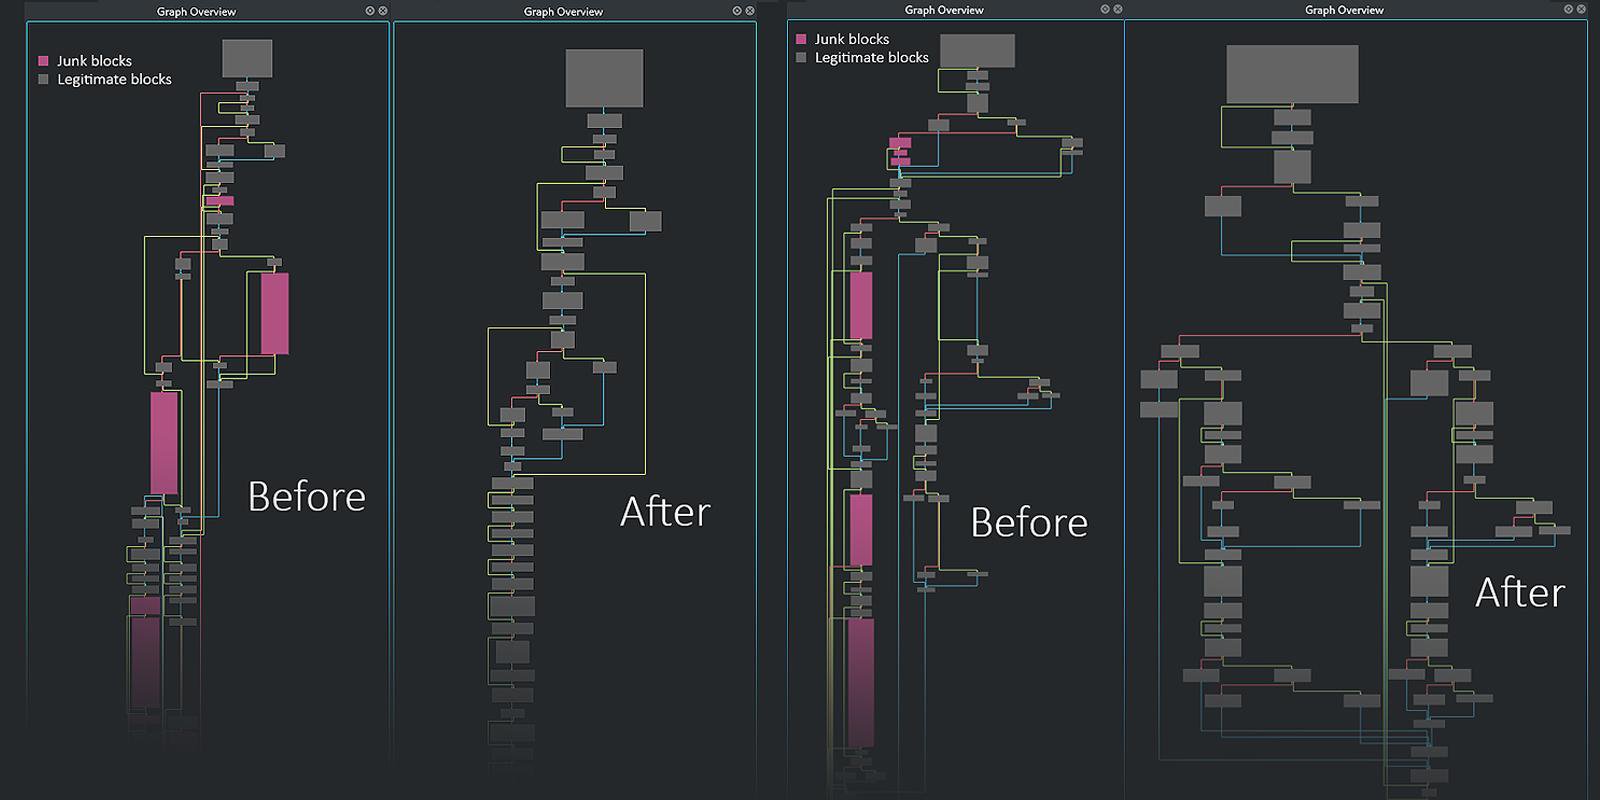 Graph Overview
Junk blocks
Legitimate blocks
Before
Graph Overview
After
Graph Overview
Junk blocks
Legitimate blocks
Before
Graph Overview
After